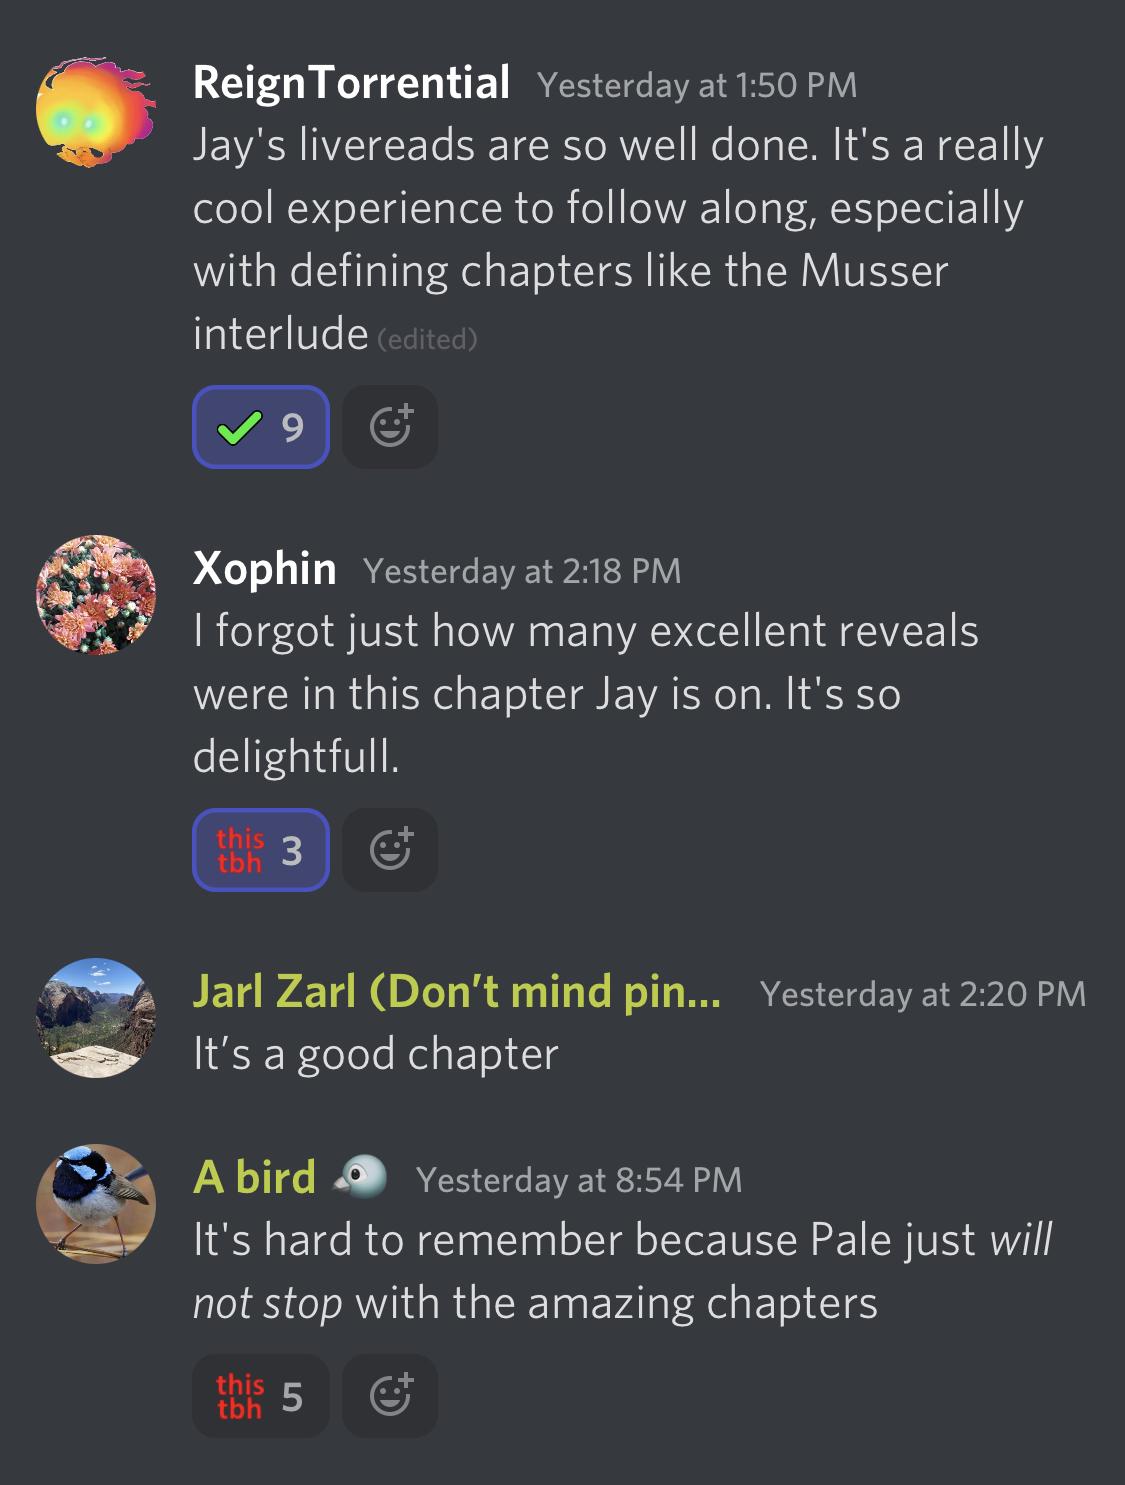 ReignTorrential Yesterday at 1:50 PM
Jay's livereads are so well done. It's a really
cool experience to follow along, especially
with defining chapters like the Musser
interlude (edited)
9
Xophin Yesterday at 2:18 PM
I forgot just how many excellent reveals
were in this chapter Jay is on. It's so
delightfull.
this
tbh 3
Jarl Zarl (Don’t mind pin... Yesterday at 2:20 PM
It’s a good chapter
A bird Yesterday at 8:54 PM
It's hard to remember because Pale just will
not stop with the amazing chapters
this
tbh 5